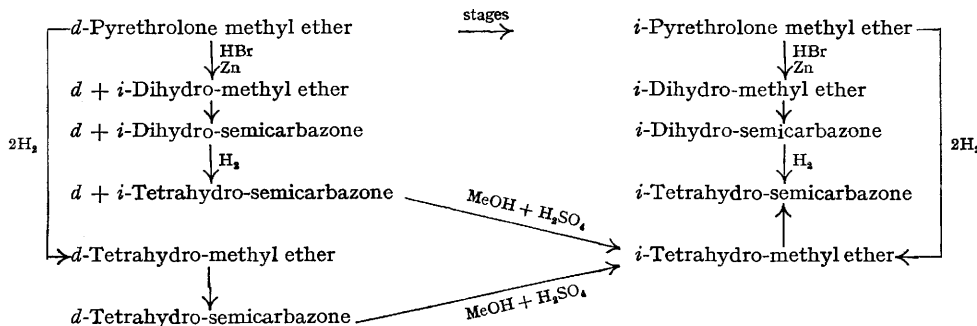 stages
d-Pyrethrolone methyl ether
i-Pyrethrolone methyl ether
HBr
Zn
HBr
Zn
d + i-Dihydro-methyl ether
i-Dihydro-methyl ether
d + i-Dihydro-semicarbazone
i-Dihydro-semicarbazone
2H₂
H₂
H₂
2H₂
d + i-Tetrahydro-semicarbazone
i-Tetrahydro-semicarbazone
MeOH + H₂SO₄
d-Tetrahydro-methyl ether
i-Tetrahydro-methyl ether
MeOH + H₂SO₄
d-Tetrahydro-semicarbazone